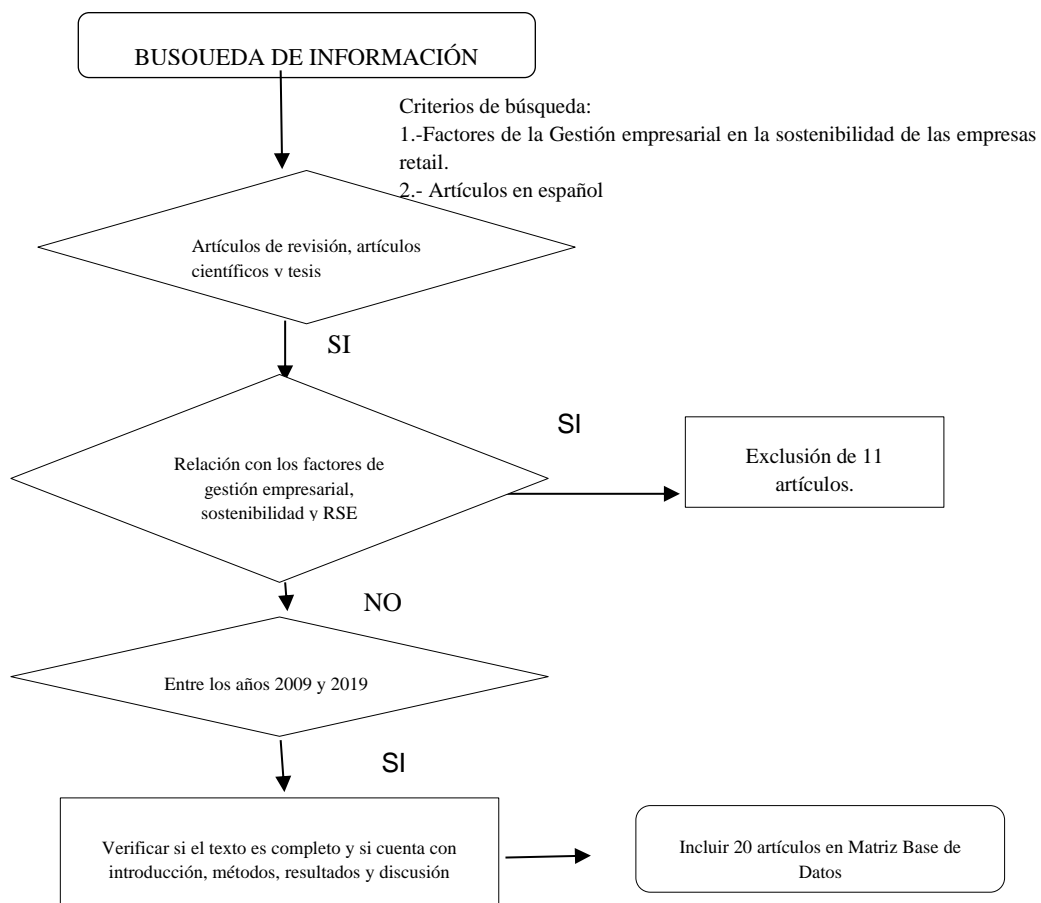 BUSQUEDA DE INFORMACIÓN
Criterios de búsqueda:
1.-Factores de la Gestión empresarial en la sostenibilidad de las empresas
retail.
2.- Artículos en español
Artículos de revisión, artículos
científicos y tesis
SI
Relación con los factores de
gestión empresarial,
sostenibilidad y RSE
SI
Exclusión de 11
artículos.
NO
Entre los años 2009 y 2019
SI
Verificar si el texto es completo y si cuenta con
introducción, métodos, resultados y discusión
Incluir 20 artículos en Matriz Base de
Datos